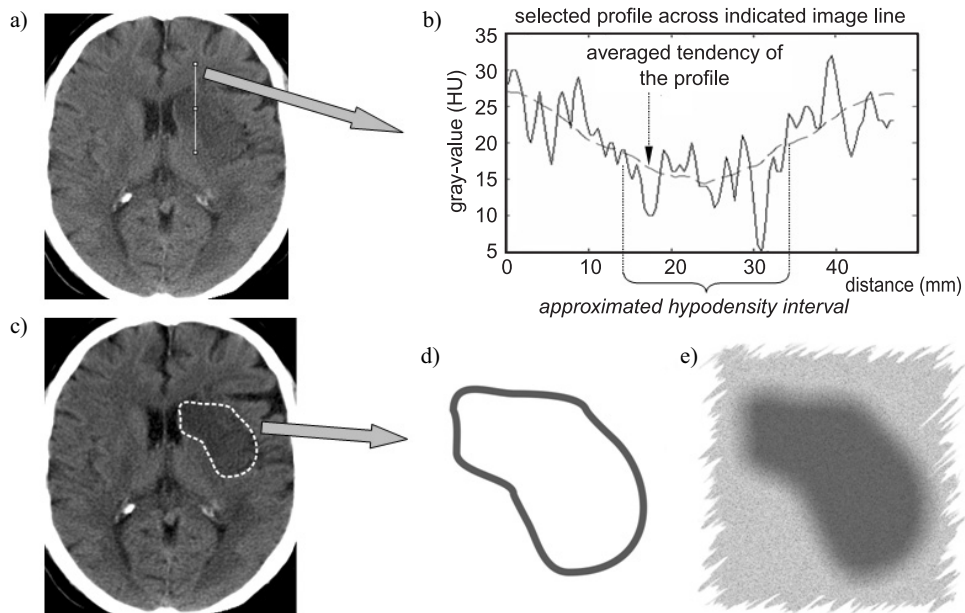 a)
b)
selected profile across indicated image line
averaged tendency of
the profile
gray-value (HU)
35
30
25
20
15
10
5
0
10
20
30
40
distance (mm)
approximated hypodensity interval
c)
d)
e)